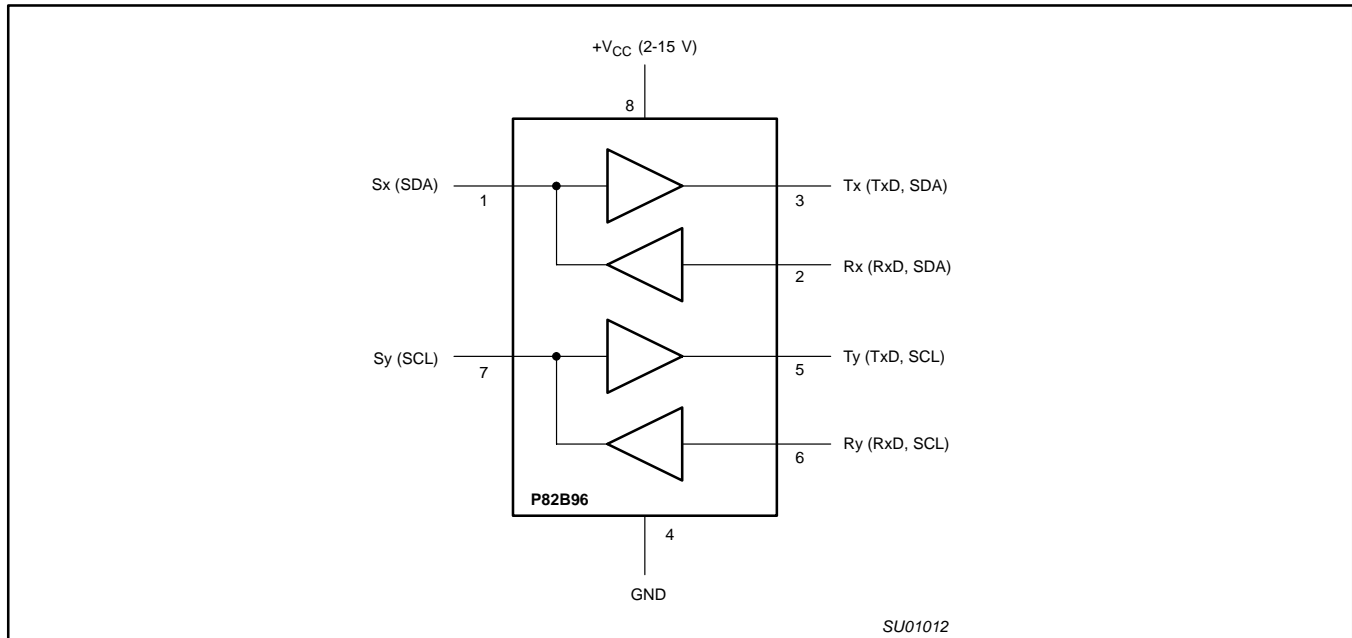 +VCC (2-15 V)
8
Sx (SDA)
1
Tx (TxD, SDA)
3
Rx (RxD, SDA)
2
Sy (SCL)
7
Ty (TxD, SCL)
5
Ry (RxD, SCL)
6
P82B96
4
GND
SU01012